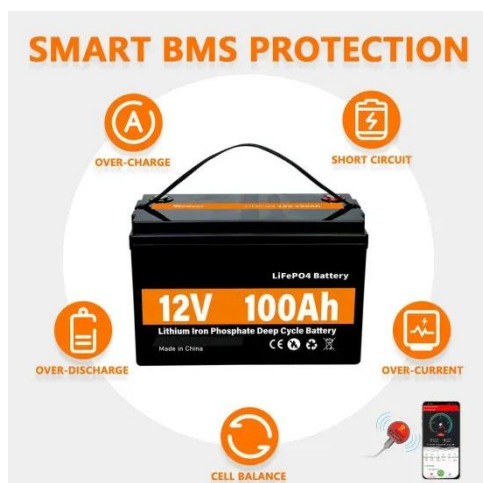 SMART BMS PROTECTION
OVER-CHARGE
SHORT CIRCUIT
LiFePO4 Battery
12V 100Ah
Lithium Iron Phosphate Deep Cycle Battery
Made in China
CE
OVER-DISCHARGE
OVER-CURRENT
CELL BALANCE